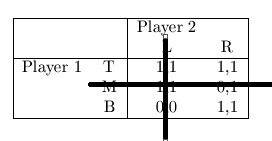 Player 2
L R
Player 1 T 1,1 1,1
M 1,1 0,1
B 0,0 1,1